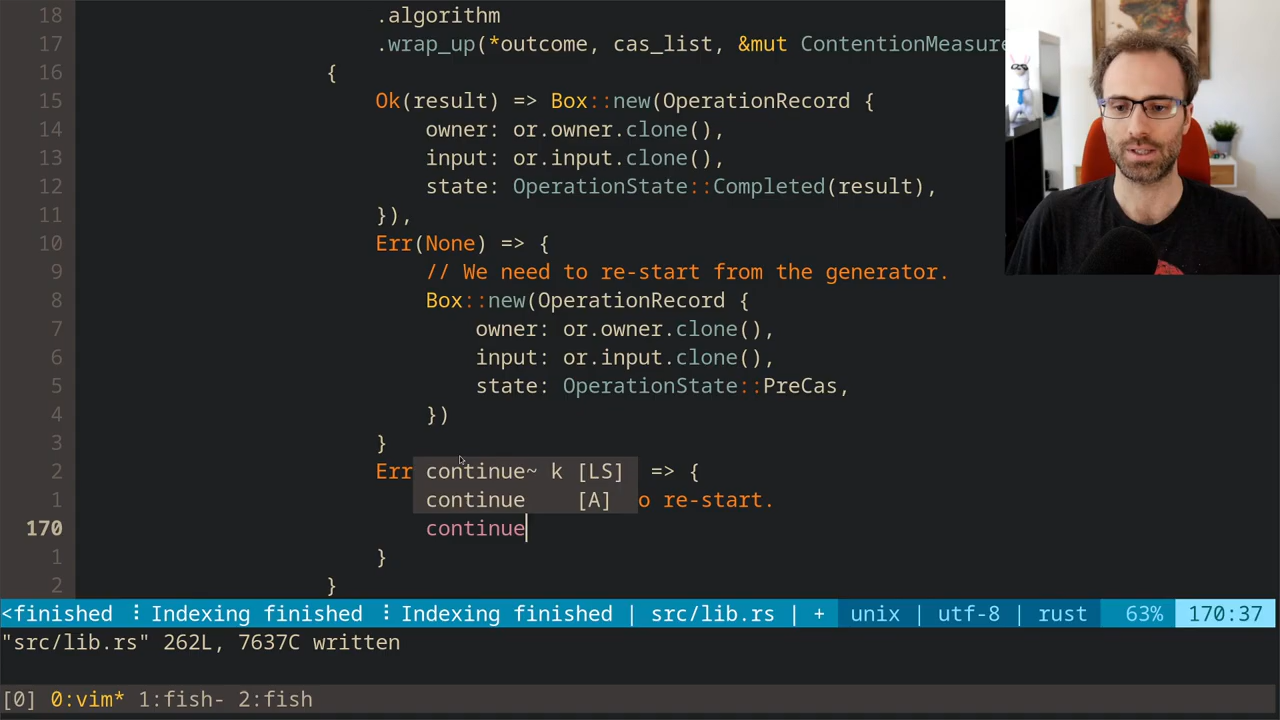 18 .algorithm
17 .wrap_up(*outcome, cas_list, &mut ContentionMeasure
16 {
15 Ok(result) => Box::new(OperationRecord {
14 owner: or.owner.clone(),
13 input: or.input.clone(),
12 state: OperationState::Completed(result),
11 }),
10 Err(None) => {
9 // We need to re-start from the generator.
8 Box::new(OperationRecord {
7 owner: or.owner.clone(),
6 input: or.input.clone(),
5 state: OperationState::PreCas,
4 })
3 }
2 Err continue~ k [LS] => {
1 continue [A] o re-start.
170 continue
1 }
2 }
<finished ⠸ Indexing finished ⠸ Indexing finished | src/lib.rs | + unix | utf-8 | rust 63% 170:37
"src/lib.rs" 262L, 7637C written
[0] 0:vim* 1:fish- 2:fish